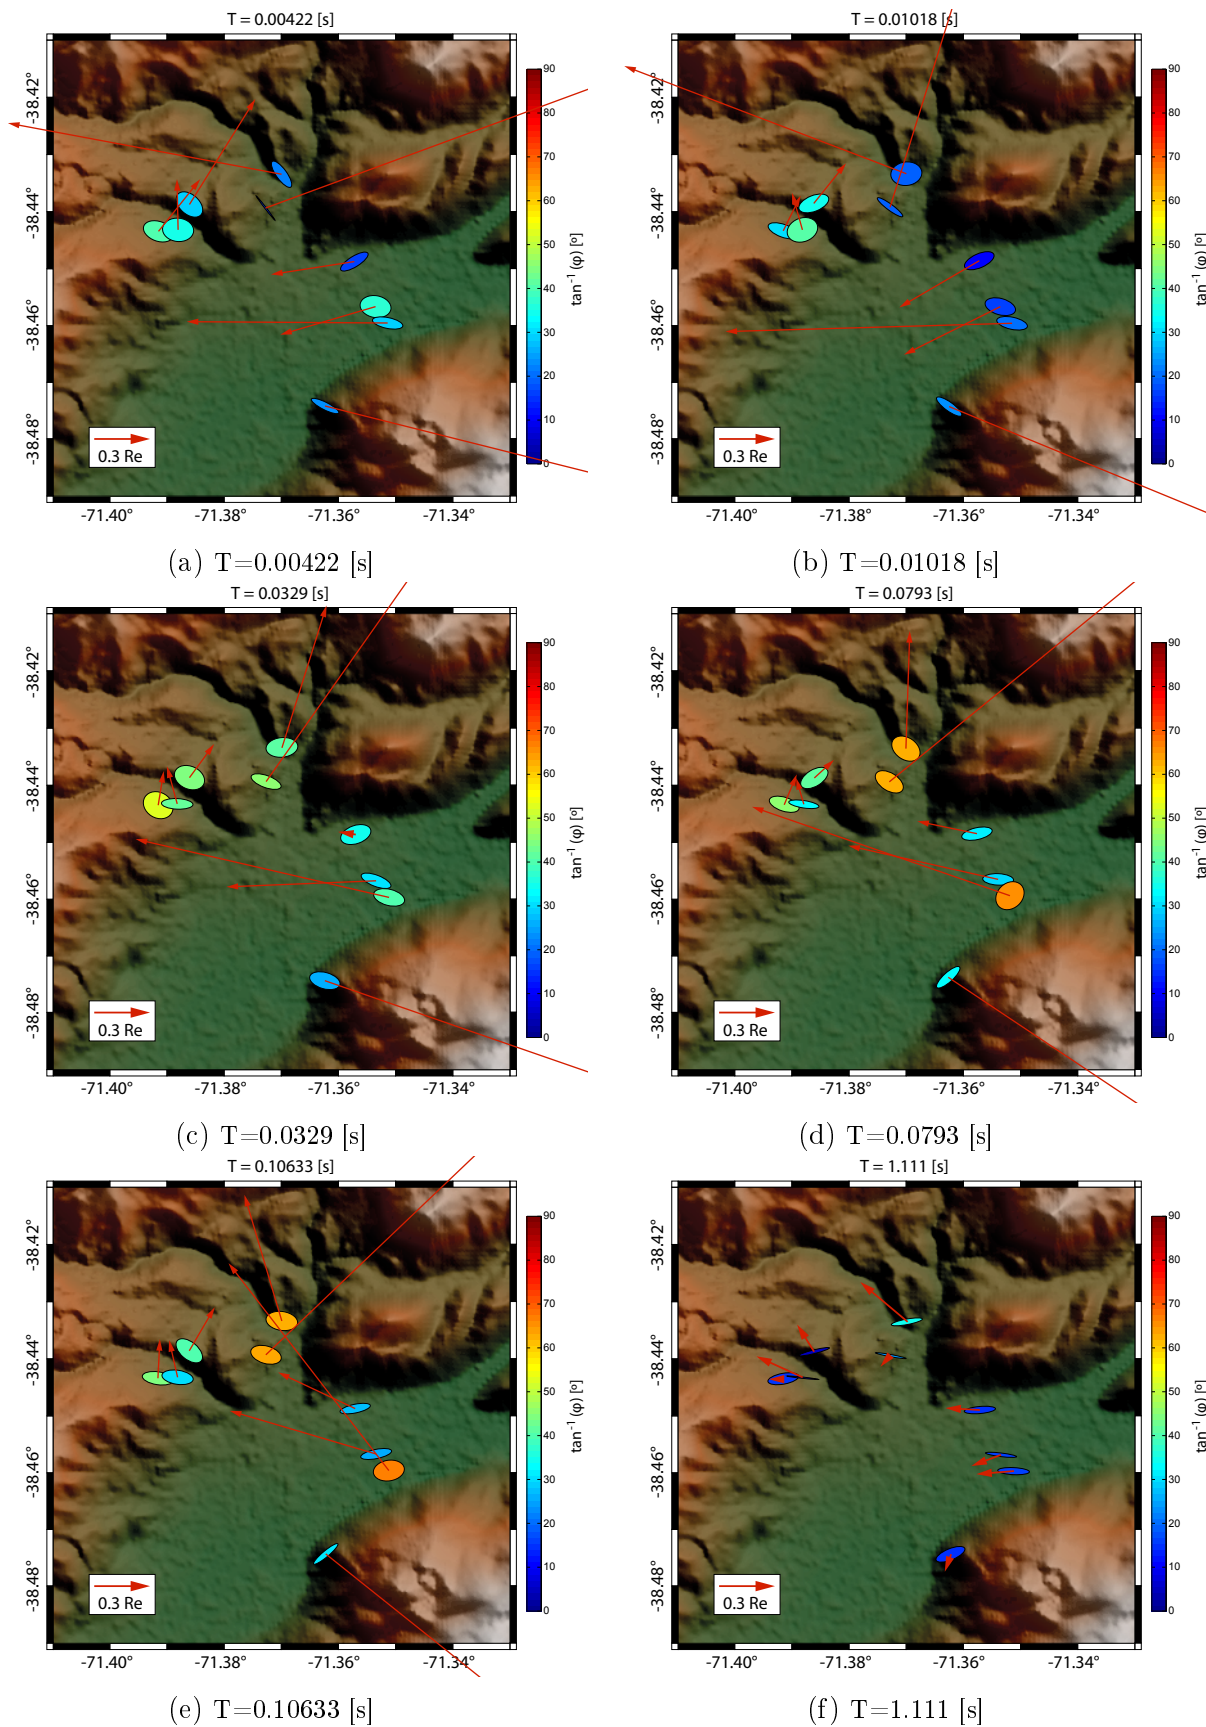 T = 0.00422 [s]
-38.42°
-38.44°
-38.46°
-38.48°
-71.40° -71.38° -71.36° -71.34°
0.3 Re
90
80
70
60
50
40
30
20
10
0
tan⁻¹ (φ) [º]
(a) T=0.00422 [s]
T = 0.01018 [s]
-38.42°
-38.44°
-38.46°
-38.48°
-71.40° -71.38° -71.36° -71.34°
0.3 Re
90
80
70
60
50
40
30
20
10
0
tan⁻¹ (φ) [º]
(b) T=0.01018 [s]
T = 0.0329 [s]
-38.42°
-38.44°
-38.46°
-38.48°
-71.40° -71.38° -71.36° -71.34°
0.3 Re
90
80
70
60
50
40
30
20
10
0
tan⁻¹ (φ) [º]
(c) T=0.0329 [s]
T = 0.0793 [s]
-38.42°
-38.44°
-38.46°
-38.48°
-71.40° -71.38° -71.36° -71.34°
0.3 Re
90
80
70
60
50
40
30
20
10
0
tan⁻¹ (φ) [º]
(d) T=0.0793 [s]
T = 0.10633 [s]
-38.42°
-38.44°
-38.46°
-38.48°
-71.40° -71.38° -71.36° -71.34°
0.3 Re
90
80
70
60
50
40
30
20
10
0
tan⁻¹ (φ) [º]
(e) T=0.10633 [s]
T = 1.111 [s]
-38.42°
-38.44°
-38.46°
-38.48°
-71.40° -71.38° -71.36° -71.34°
0.3 Re
90
80
70
60
50
40
30
20
10
0
tan⁻¹ (φ) [º]
(f) T=1.111 [s]